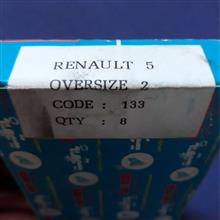 RENAULT 5
OVERSIZE 2
CODE : 133
QTY : 8